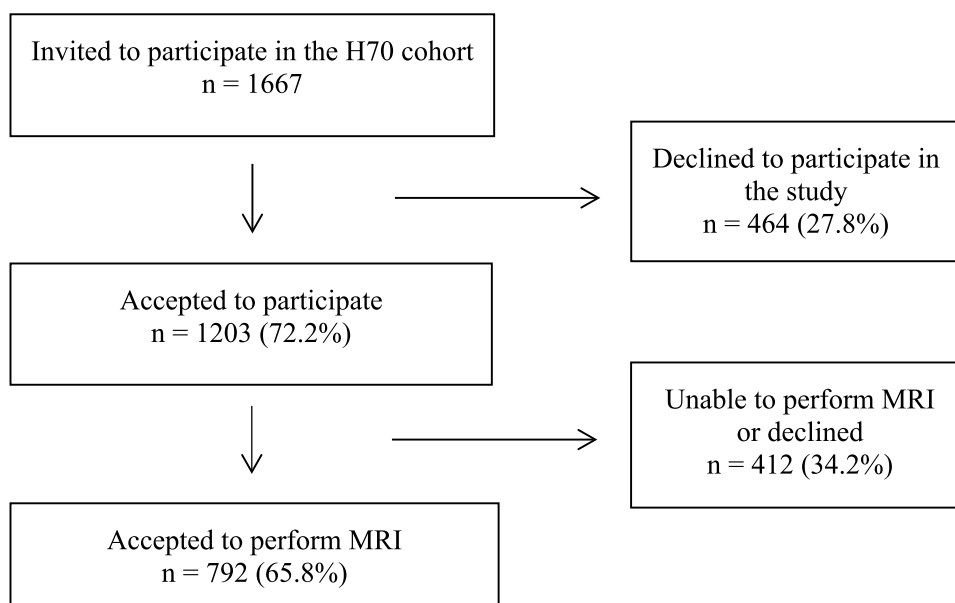 Invited to participate in the H70 cohort
n = 1667
Declined to participate in
the study
n = 464 (27.8%)
Accepted to participate
n = 1203 (72.2%)
Unable to perform MRI
or declined
n = 412 (34.2%)
Accepted to perform MRI
n = 792 (65.8%)